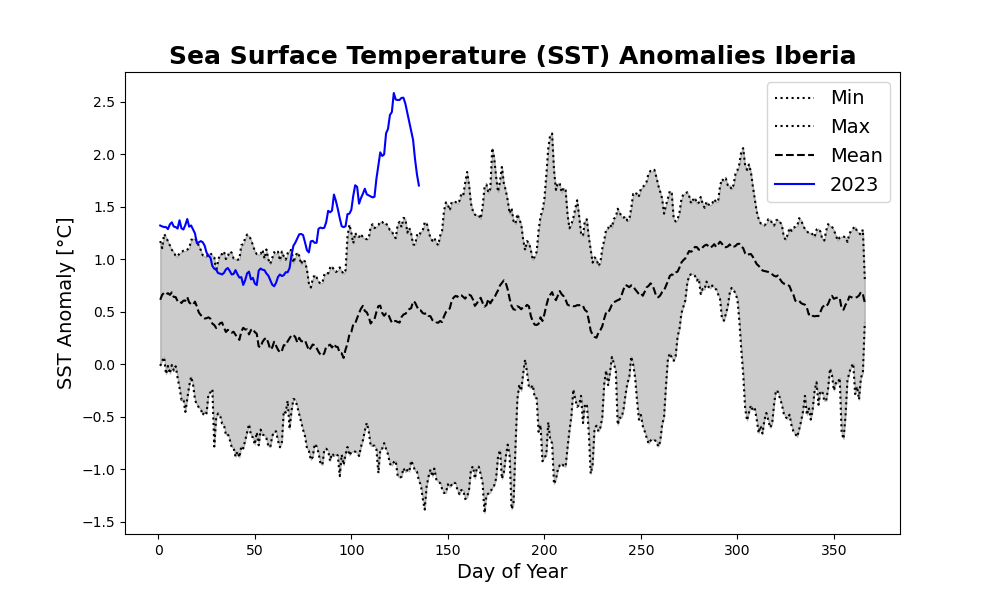 Sea Surface Temperature (SST) Anomalies Iberia
Min
Max
Mean
2023
SST Anomaly [°C]
2.5
2.0
1.5
1.0
0.5
0.0
−0.5
−1.0
−1.5
0 50 100 150 200 250 300 350
Day of Year